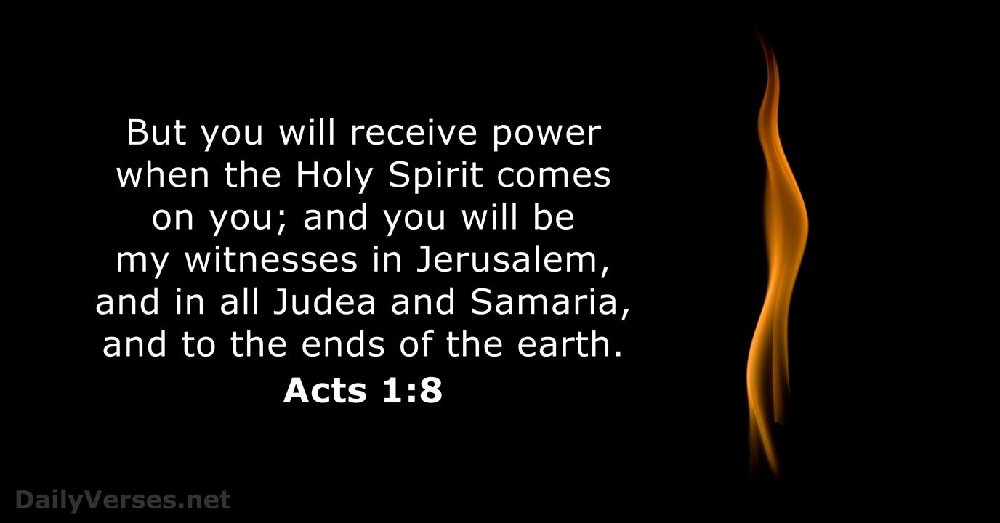 But you will receive power
when the Holy Spirit comes
on you; and you will be
my witnesses in Jerusalem,
and in all Judea and Samaria,
and to the ends of the earth.
Acts 1:8
DailyVerses.net